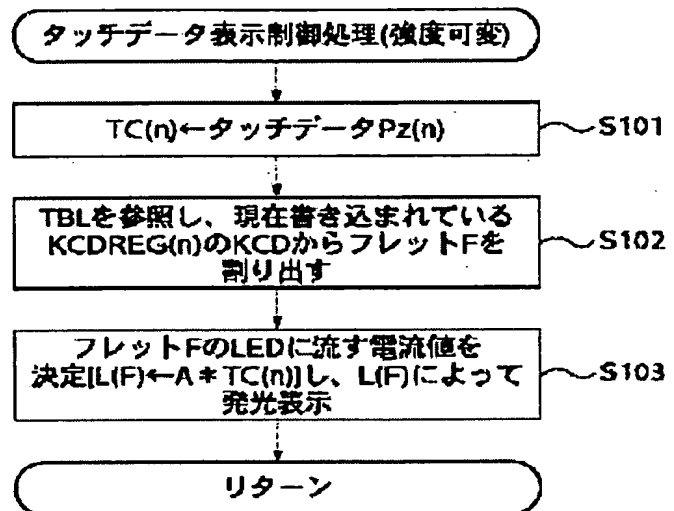 タッチデータ表示制御処理(強度可変)
TC(n)←タッチデータPz(n)
S101
TBLを参照し、現在書き込まれている
KCDREG(n)のKCDからフレットFを
割り出す
S102
フレットFのLEDに流す電流値を
決定[L(F)←A＊TC(n)]し、L(F)によって
発光表示
S103
リターン